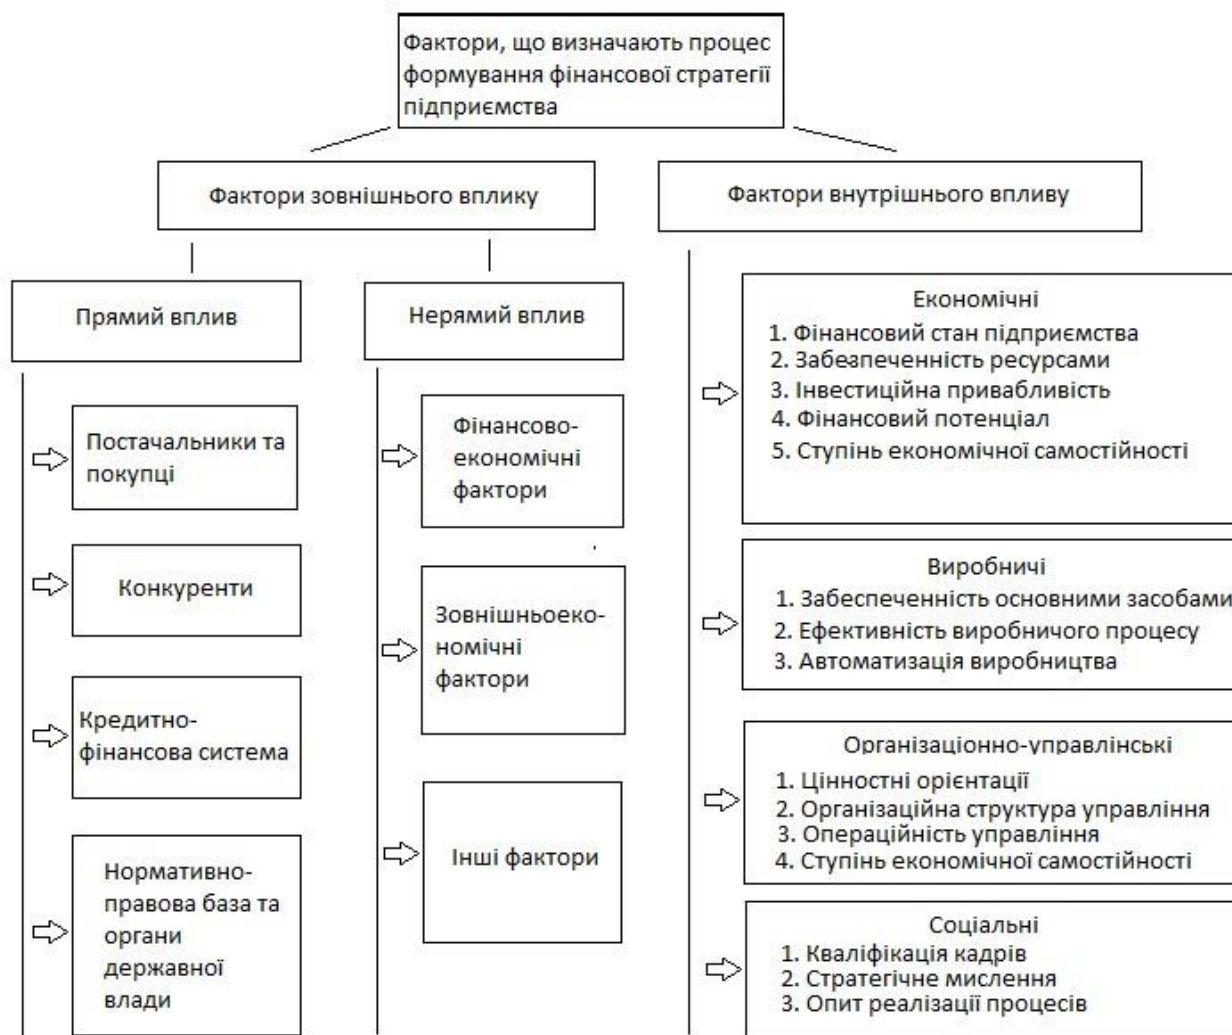 Фактори, що визначають процес
формування фінансової стратегії
підприємства
Фактори зовнішнього вплику
Фактори внутрішнього впливу
Прямий вплив
Нерямий вплив
Постачальники та
покупці
Конкуренти
Кредитно-
фінансова система
Нормативно-
правова база та
органи
державної
влади
Фінансово-
економічні
фактори
Зовнішньоеко-
номічні
фактори
Інші фактори
Економічні
1. Фінансовий стан підприємства
2. Забезпеченність ресурсами
3. Інвестиційна привабливість
4. Фінансовий потенціал
5. Ступінь економічної самостійності
Виробничі
1. Забеспеченність основними засобами
2. Ефективність виробничого процесу
3. Автоматизація виробництва
Організаціонно-управлінські
1. Цінностні орієнтації
2. Організаційна структура управління
3. Операційність управління
4. Ступінь економічної самостійності
Соціальні
1. Кваліфікація кадрів
2. Стратегічне мислення
3. Опит реалізації процесів